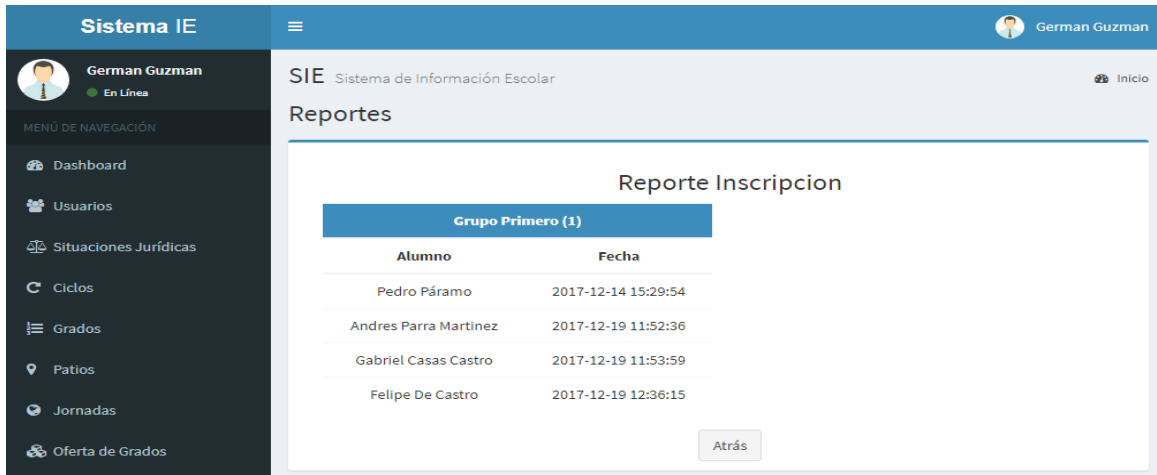 Sistema IE
German Guzman
German Guzman
En Línea
MENÚ DE NAVEGACIÓN
Dashboard
Usuarios
Situaciones Jurídicas
Ciclos
Grados
Patios
Jornadas
Oferta de Grados
SIE Sistema de Información Escolar
Inicio
Reportes
Reporte Inscripcion
Grupo Primero (1)
Alumno Fecha
Pedro Páramo 2017-12-14 15:29:54
Andres Parra Martinez 2017-12-19 11:52:36
Gabriel Casas Castro 2017-12-19 11:53:59
Felipe De Castro 2017-12-19 12:36:15
Atrás